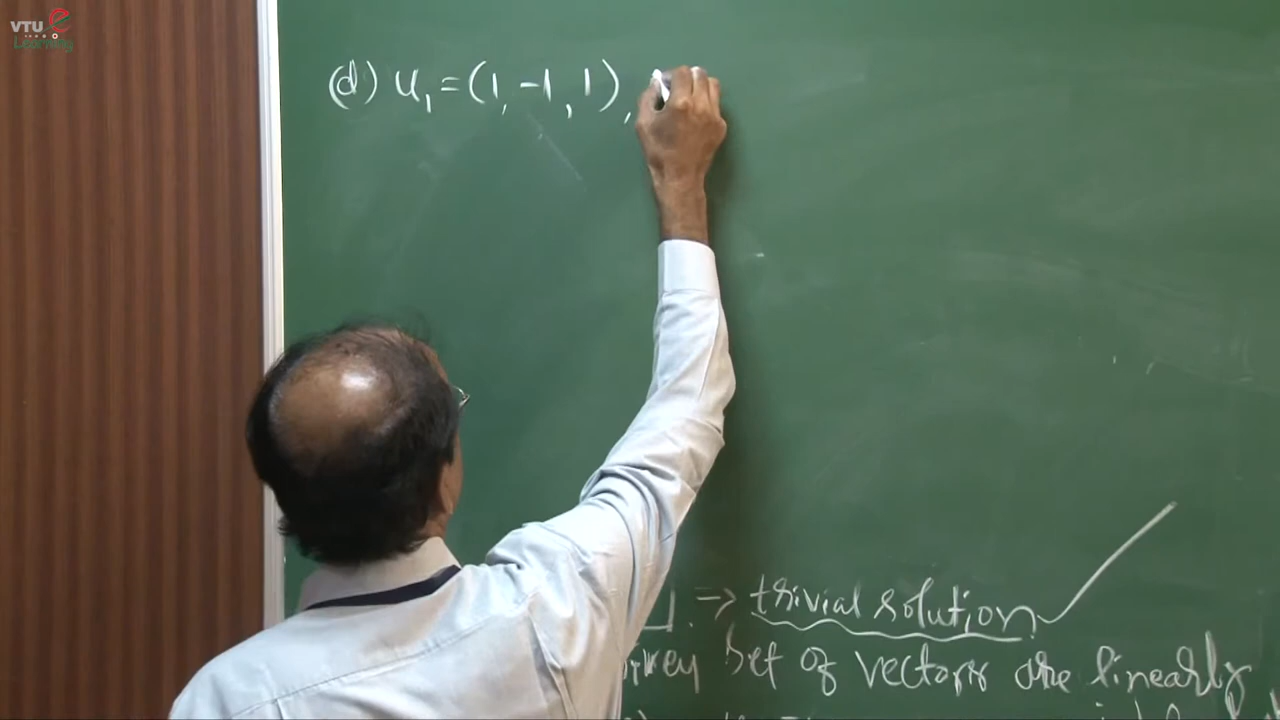 VTU e
Learning
(d) u₁ = (1, -1, 1),
⇒ trivial solution
set of vectors are linearly